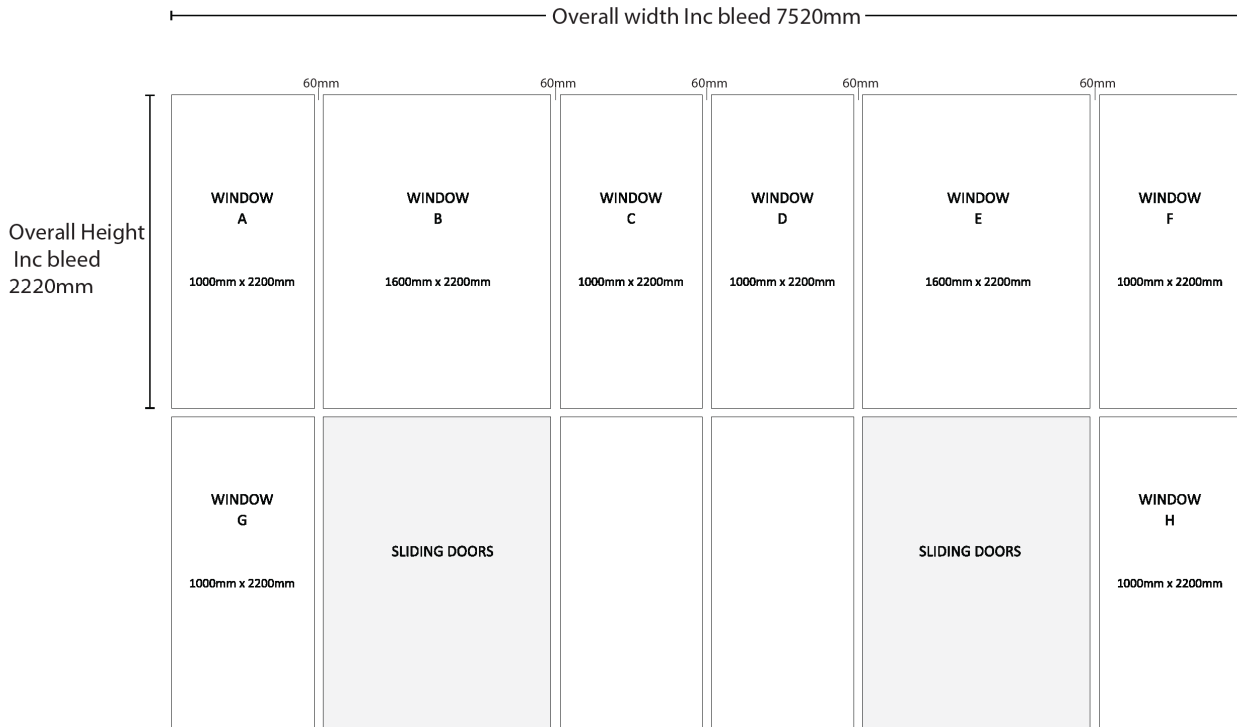 Overall width Inc bleed 7520mm
60mm
60mm
60mm
60mm
60mm
Overall Height
Inc bleed
2220mm
WINDOW
A
1000mm x 2200mm
WINDOW
B
1600mm x 2200mm
WINDOW
C
1000mm x 2200mm
WINDOW
D
1000mm x 2200mm
WINDOW
E
1600mm x 2200mm
WINDOW
F
1000mm x 2200mm
WINDOW
G
1000mm x 2200mm
SLIDING DOORS
SLIDING DOORS
WINDOW
H
1000mm x 2200mm